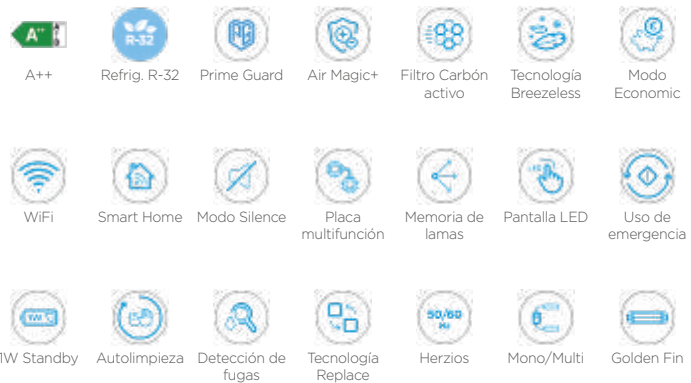 A++
R-32
A++
Refrig. R-32
Prime Guard
Air Magic+
Filtro Carbón
activo
Tecnología
Breezeless
Modo
Economic
WiFi
Smart Home
Modo Silence
Placa
multifunción
Memoria de
lamas
Pantalla LED
Uso de
emergencia
1W
50/60
Hz
1W Standby
Autolimpieza
Detección de
fugas
Tecnología
Replace
Herzios
Mono/Multi
Golden Fin